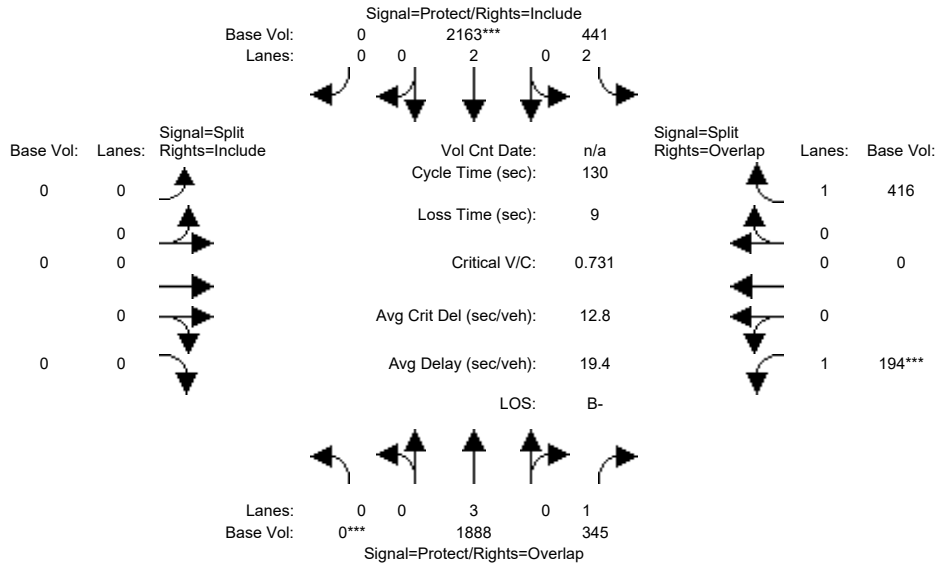 Signal=Protect/Rights=Include
Base Vol: 0 2163*** 441
Lanes: 0 0 2 0 2
Signal=Split Signal=Split
Base Vol: Lanes: Rights=Include Vol Cnt Date: n/a Rights=Overlap Lanes: Base Vol:
Cycle Time (sec): 130
0 0 1 416
Loss Time (sec): 9
0 0
0 0 Critical V/C: 0.731 0 0
0 Avg Crit Del (sec/veh): 12.8 0
0 0 Avg Delay (sec/veh): 19.4 1 194***
LOS: B-
Lanes: 0 0 3 0 1
Base Vol: 0*** 1888 345
Signal=Protect/Rights=Overlap